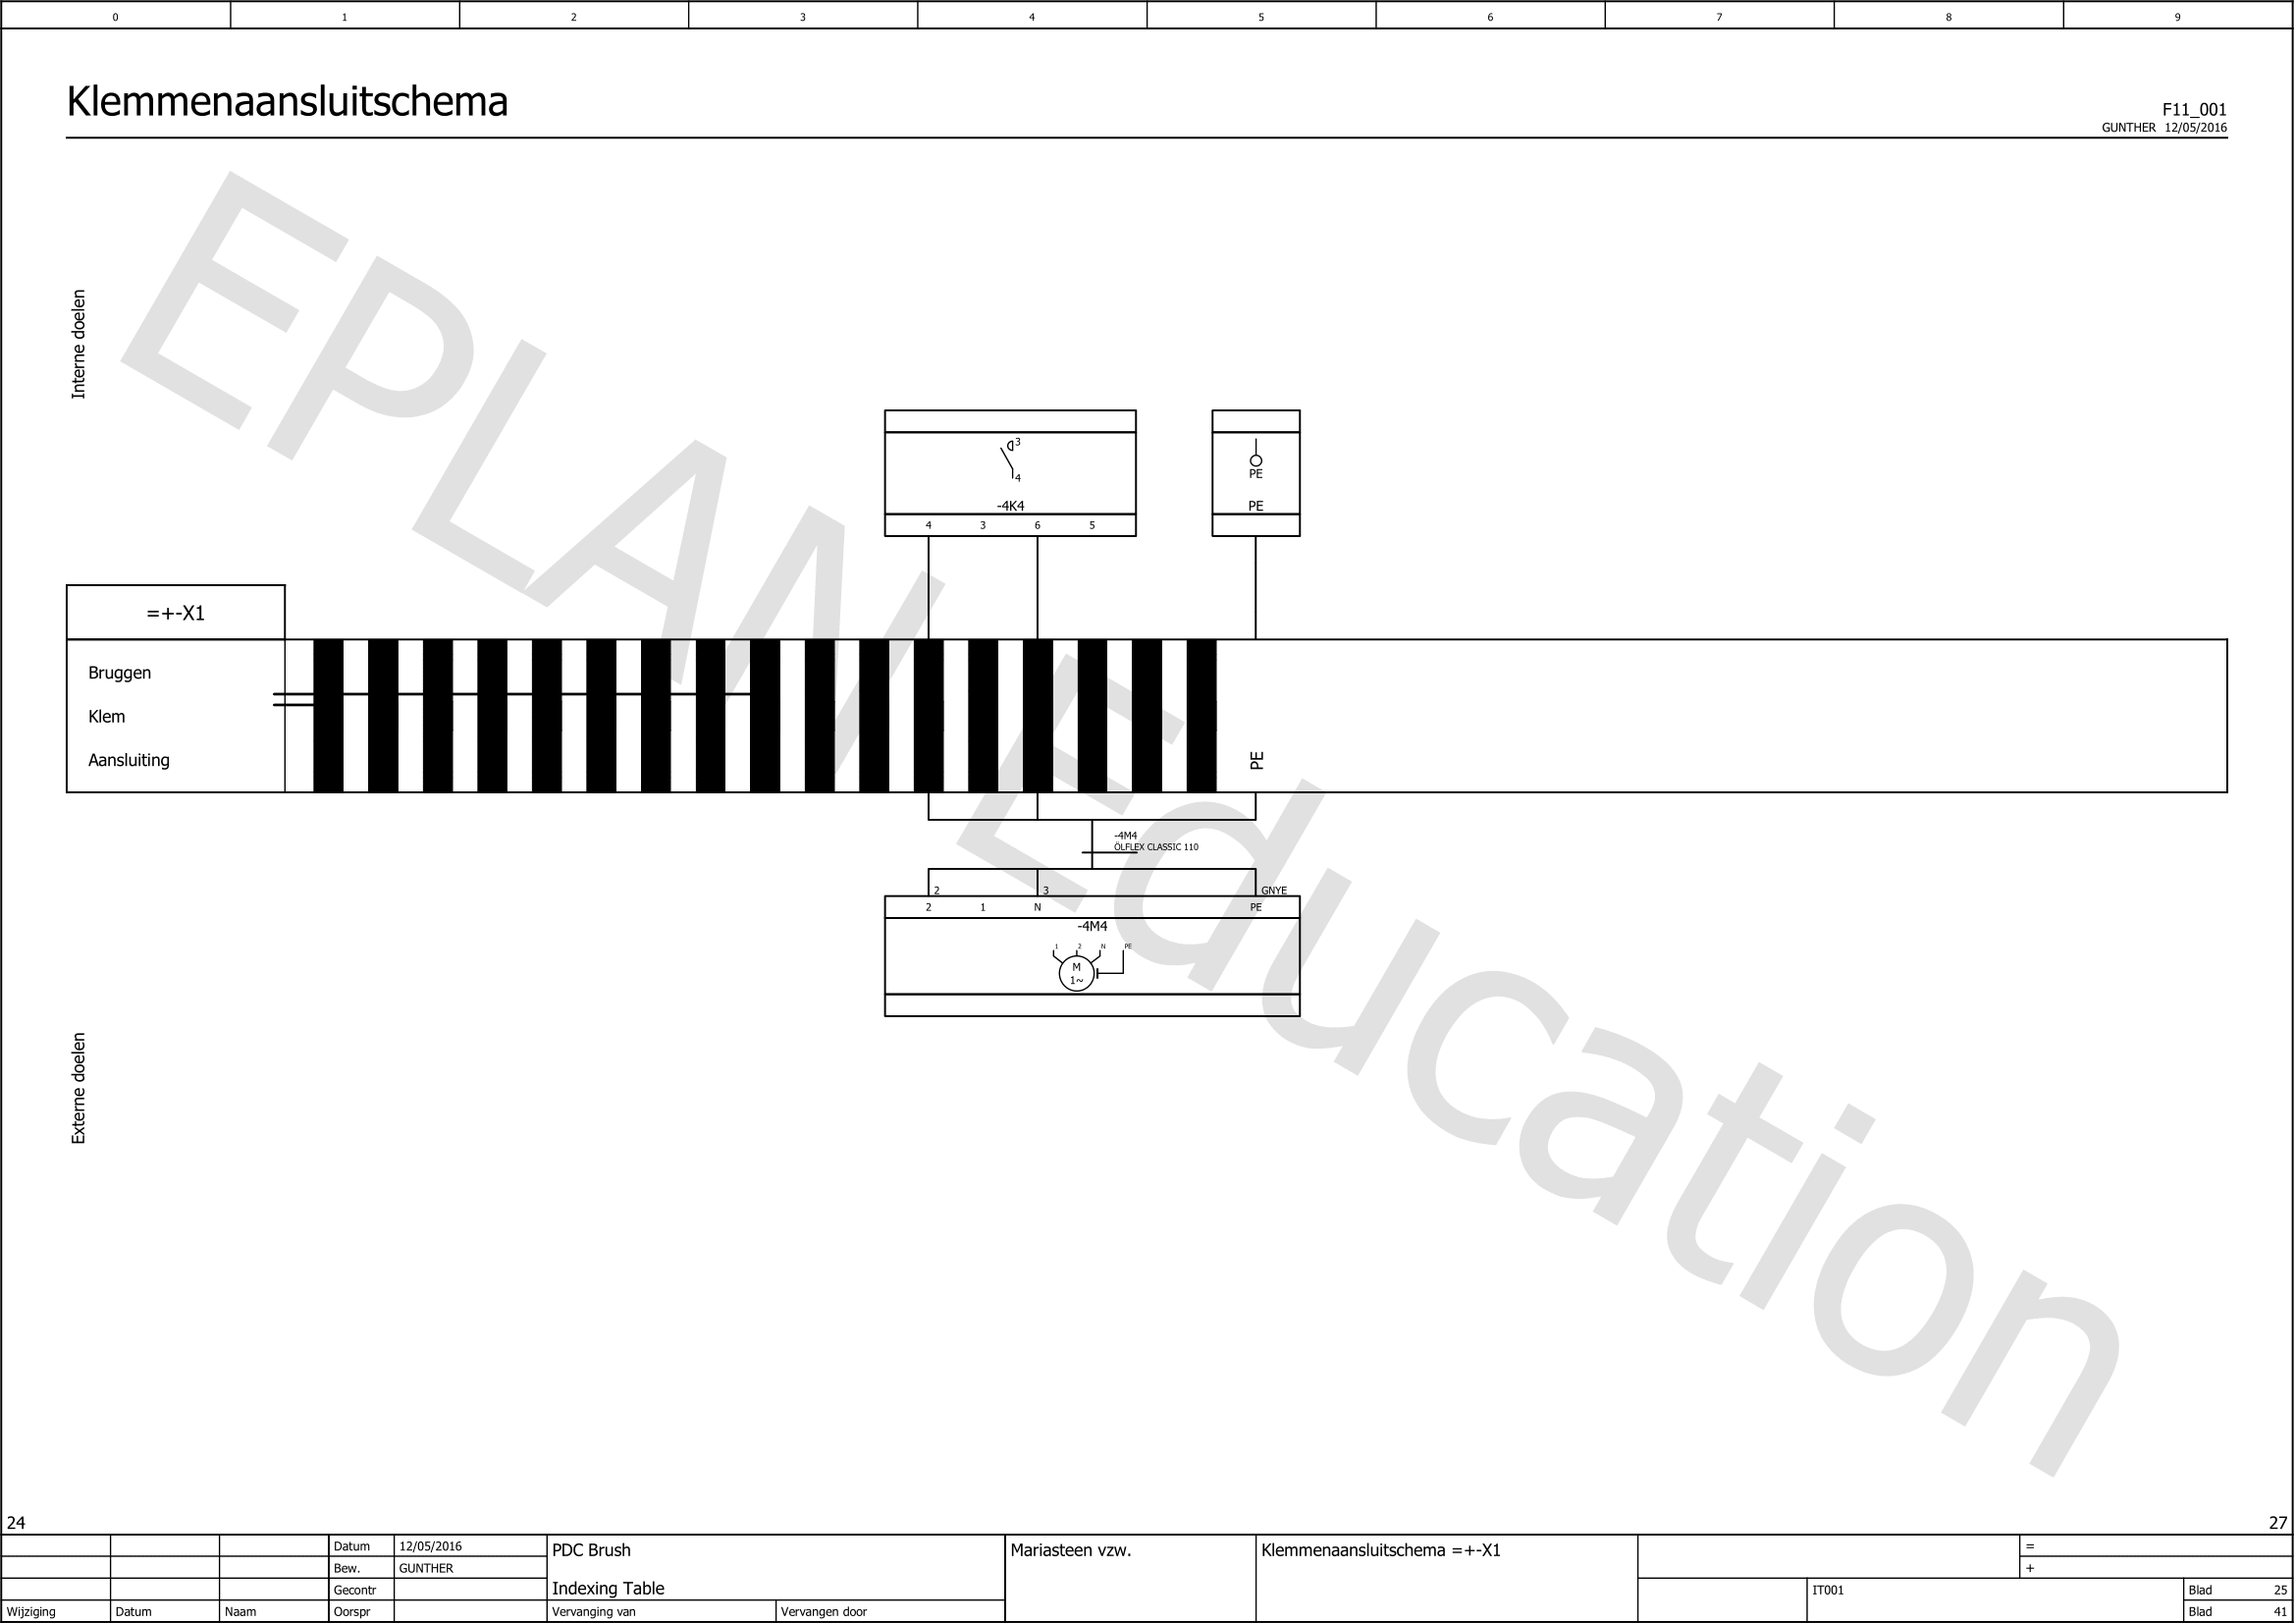 0 1 2 3 4 5 6 7 8 9
Klemmenaansluitschema
F11_001
GUNTHER 12/05/2016
EPLAN Education
Interne doelen
3
4
-4K4
4 3 6 5
PE
PE
=+-X1
Bruggen
Klem
Aansluiting
PE
-4M4
ÖLFLEX CLASSIC 110
2 3 GNYE
2 1 N PE
-4M4
1 2 N PE
M
1~
Externe doelen
24 27
Datum 12/05/2016 PDC Brush Mariasteen vzw. Klemmenaansluitschema =+-X1 =
Bew. GUNTHER +
Gecontr Indexing Table IT001 Blad 25
Wijziging Datum Naam Oorspr Vervanging van Vervangen door Blad 41